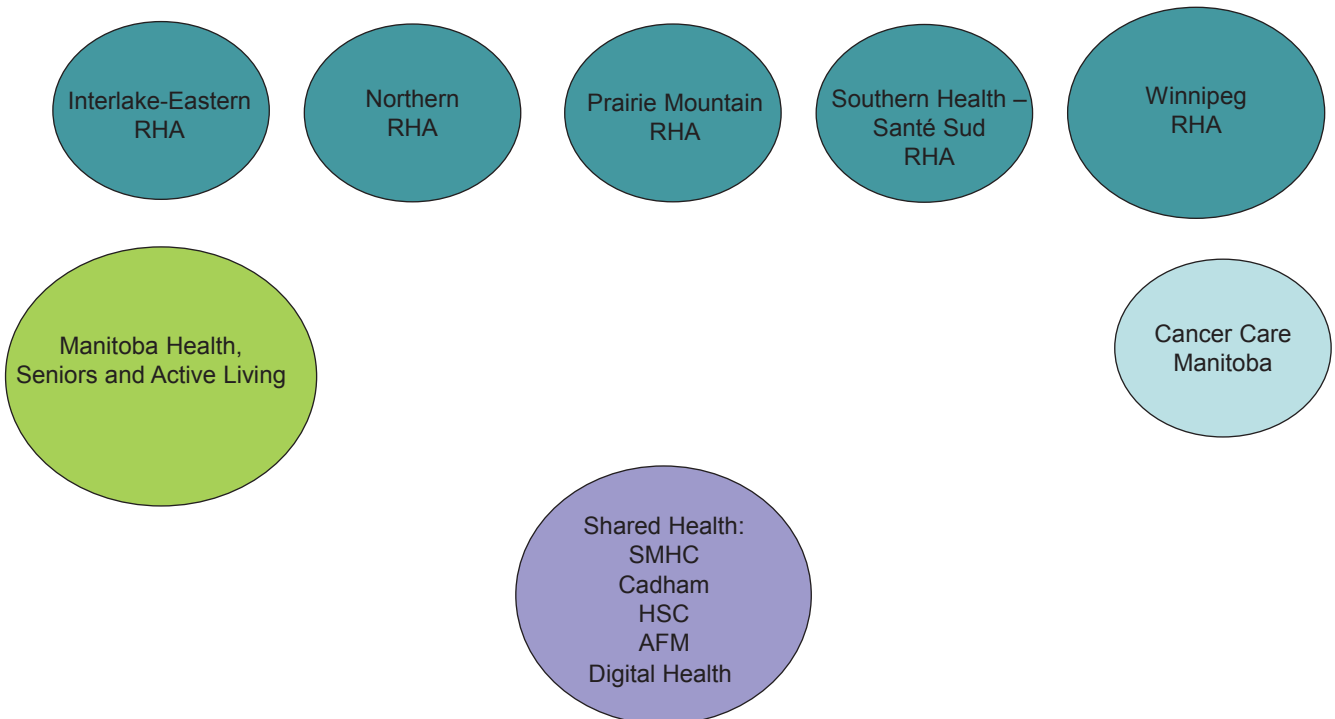 Interlake-Eastern
RHA
Northern
RHA
Prairie Mountain
RHA
Southern Health –
Santé Sud
RHA
Winnipeg
RHA
Manitoba Health,
Seniors and Active Living
Cancer Care
Manitoba
Shared Health:
SMHC
Cadham
HSC
AFM
Digital Health